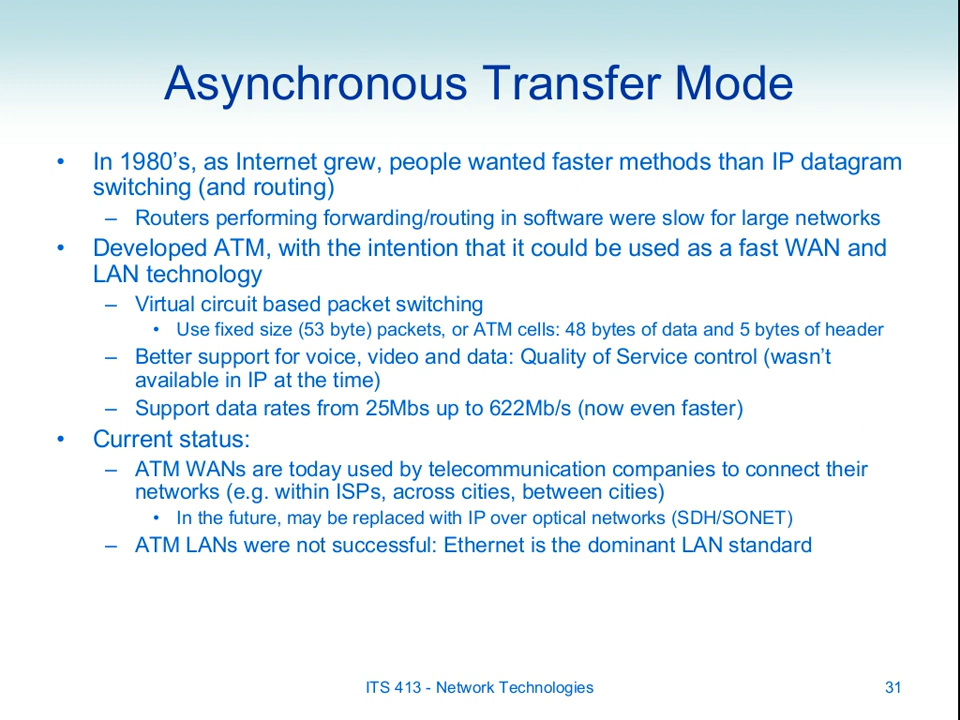 Asynchronous Transfer Mode
• In 1980’s, as Internet grew, people wanted faster methods than IP datagram
switching (and routing)
– Routers performing forwarding/routing in software were slow for large networks
• Developed ATM, with the intention that it could be used as a fast WAN and
LAN technology
– Virtual circuit based packet switching
• Use fixed size (53 byte) packets, or ATM cells: 48 bytes of data and 5 bytes of header
– Better support for voice, video and data: Quality of Service control (wasn’t
available in IP at the time)
– Support data rates from 25Mbs up to 622Mb/s (now even faster)
• Current status:
– ATM WANs are today used by telecommunication companies to connect their
networks (e.g. within ISPs, across cities, between cities)
• In the future, may be replaced with IP over optical networks (SDH/SONET)
– ATM LANs were not successful: Ethernet is the dominant LAN standard
ITS 413 - Network Technologies
31